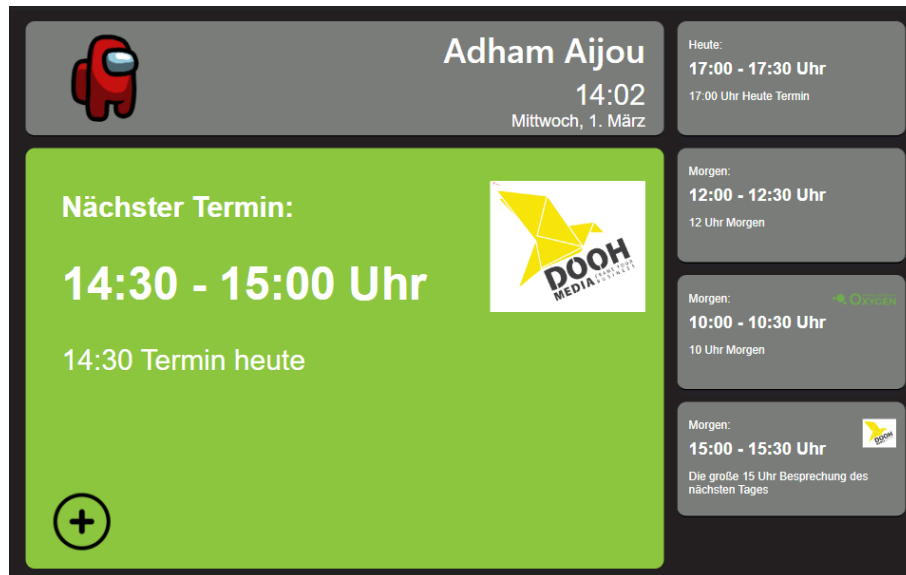 Adham Aijou
14:02
Mittwoch, 1. März
Nächster Termin:
14:30 - 15:00 Uhr
14:30 Termin heute
DOOH
MEDIA
Heute:
17:00 - 17:30 Uhr
17:00 Uhr Heute Termin
Morgen:
12:00 - 12:30 Uhr
12 Uhr Morgen
Morgen:
OXYGEN
10:00 - 10:30 Uhr
10 Uhr Morgen
Morgen:
DOOH
15:00 - 15:30 Uhr
Die große 15 Uhr Besprechung des
nächsten Tages